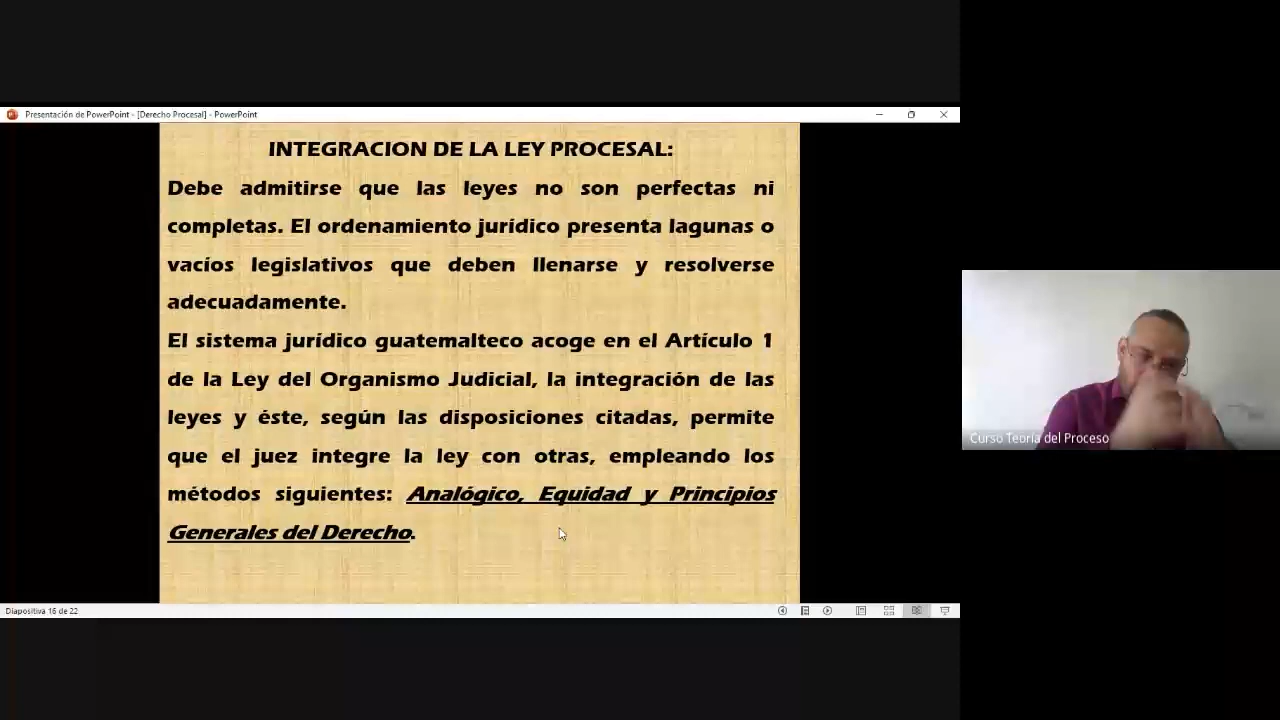 Presentación de PowerPoint - [Derecho Procesal] - PowerPoint
INTEGRACION DE LA LEY PROCESAL:
Debe admitirse que las leyes no son perfectas ni
completas. El ordenamiento jurídico presenta lagunas o
vacíos legislativos que deben llenarse y resolverse
adecuadamente.
El sistema jurídico guatemalteco acoge en el Artículo 1
de la Ley del Organismo Judicial, la integración de las
leyes y éste, según las disposiciones citadas, permite
que el juez integre la ley con otras, empleando los
métodos siguientes: Analógico, Equidad y Principios
Generales del Derecho.
Curso Teoría del Proceso
Diapositiva 16 de 22